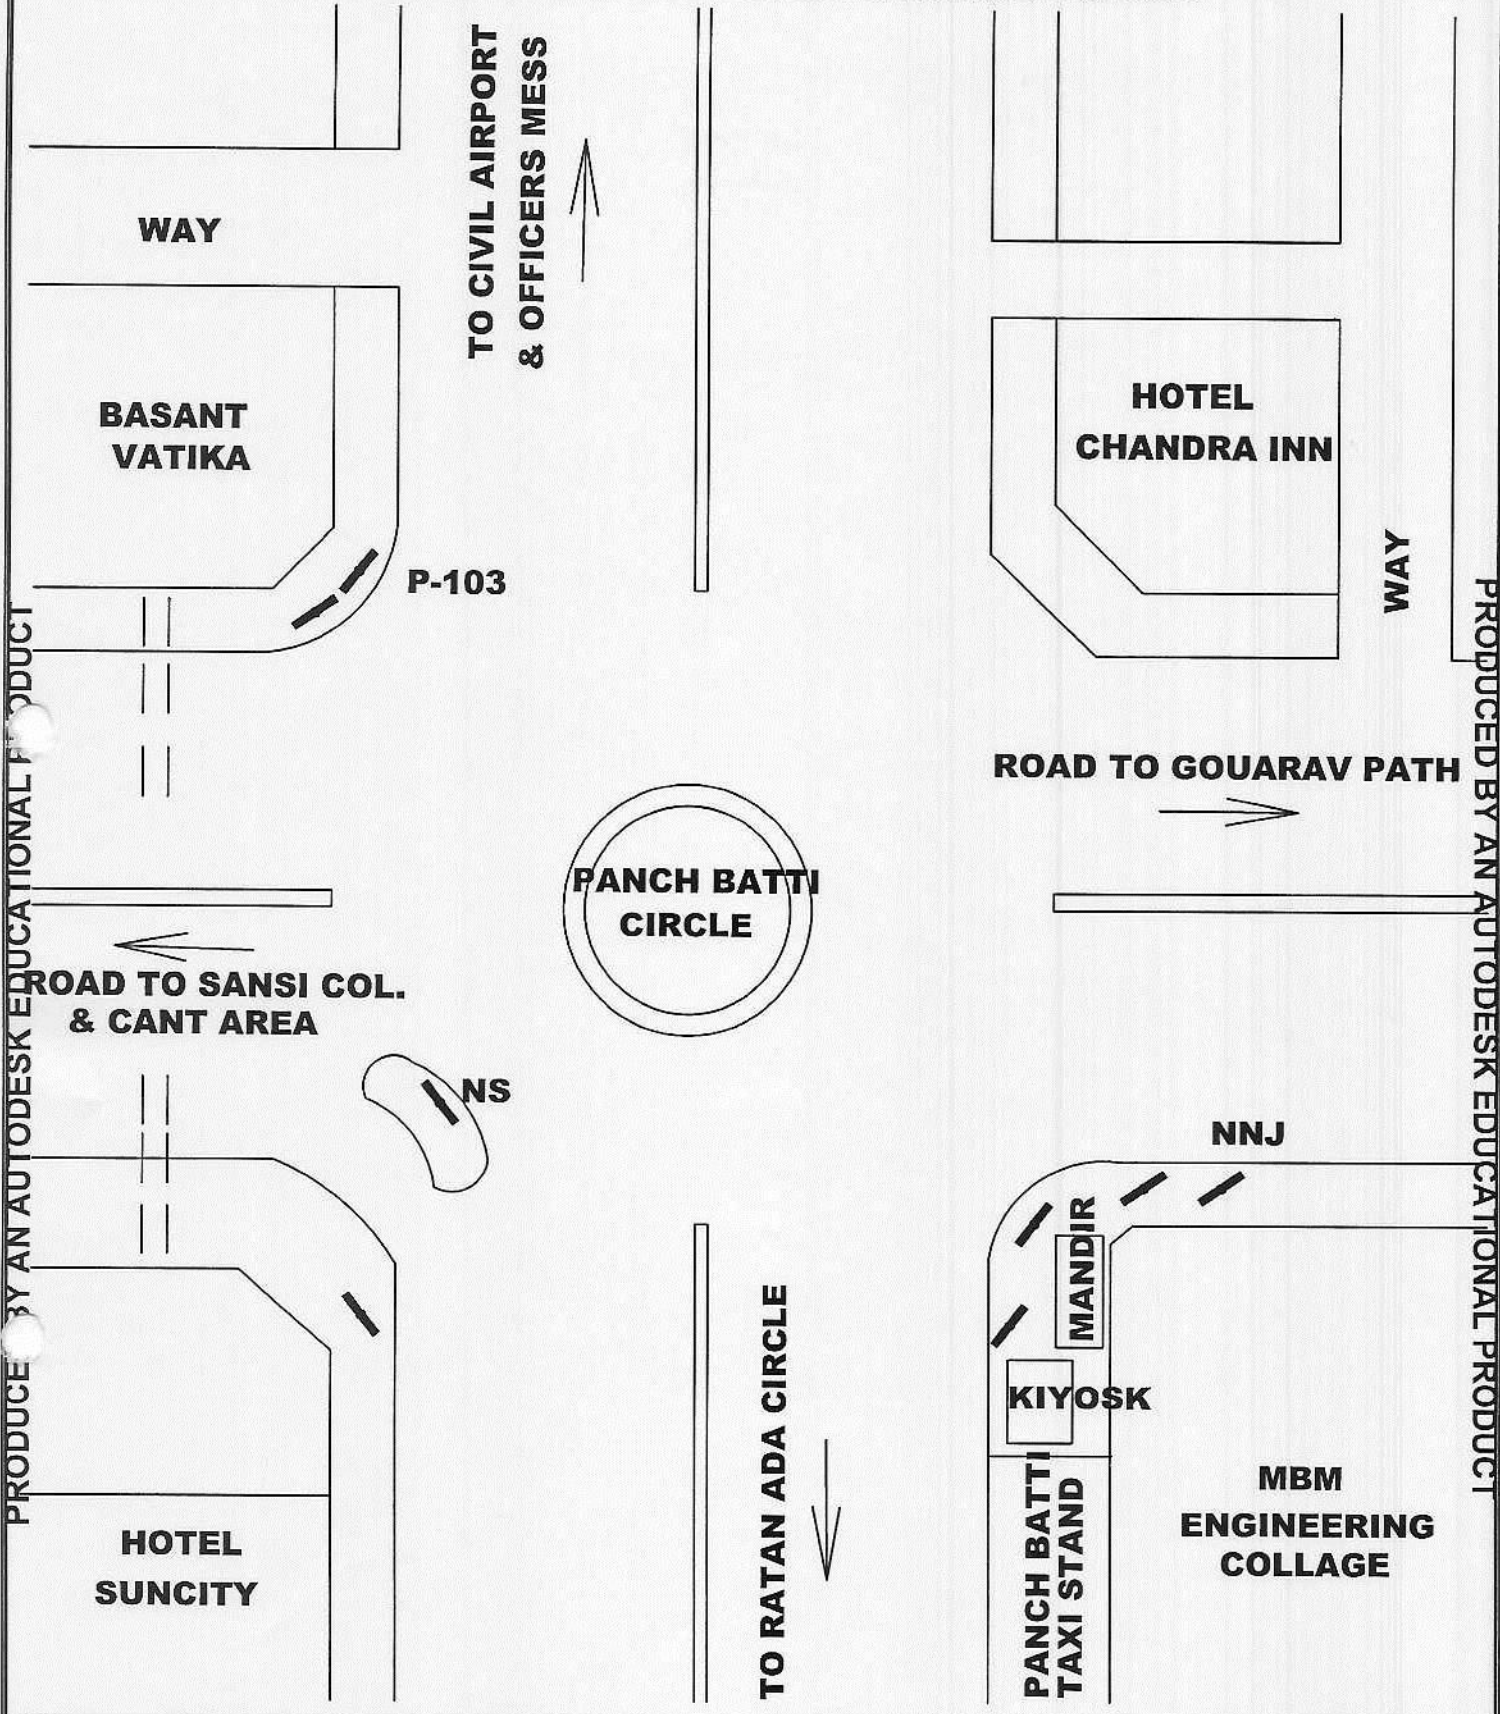 TO CIVIL AIRPORT
& OFFICERS MESS
WAY
BASANT
VATIKA
HOTEL
CHANDRA INN
WAY
P-103
ROAD TO GOUARAV PATH
PANCH BATTI
CIRCLE
ROAD TO SANSI COL.
& CANT AREA
NS
NNJ
MANDIR
KIYOSK
TO RATAN ADA CIRCLE
PANCH BATTI
TAXI STAND
MBM
ENGINEERING
COLLAGE
HOTEL
SUNCITY
PRODUCED BY AN AUTODESK EDUCATIONAL PRODUCT
PRODUCED BY AN AUTODESK EDUCATIONAL PRODUCT